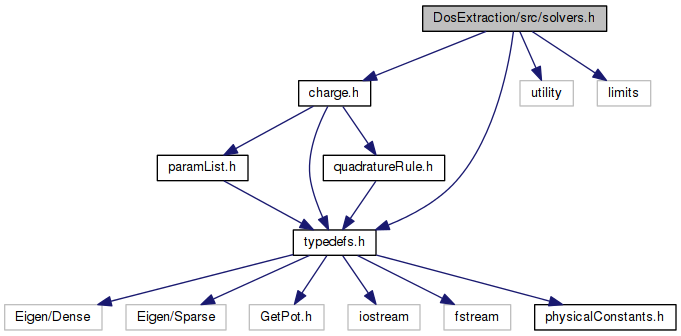 DosExtraction/src/solvers.h
charge.h
utility
limits
paramList.h
quadratureRule.h
typedefs.h
Eigen/Dense
Eigen/Sparse
GetPot.h
iostream
fstream
physicalConstants.h